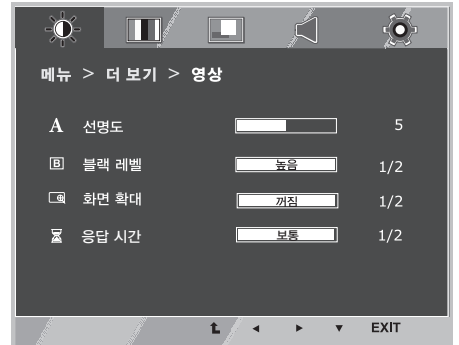 메뉴 > 더 보기 > 영상
A 선명도 5
B 블랙 레벨 높음 1/2
화면 확대 꺼짐 1/2
응답 시간 보통 1/2
EXIT